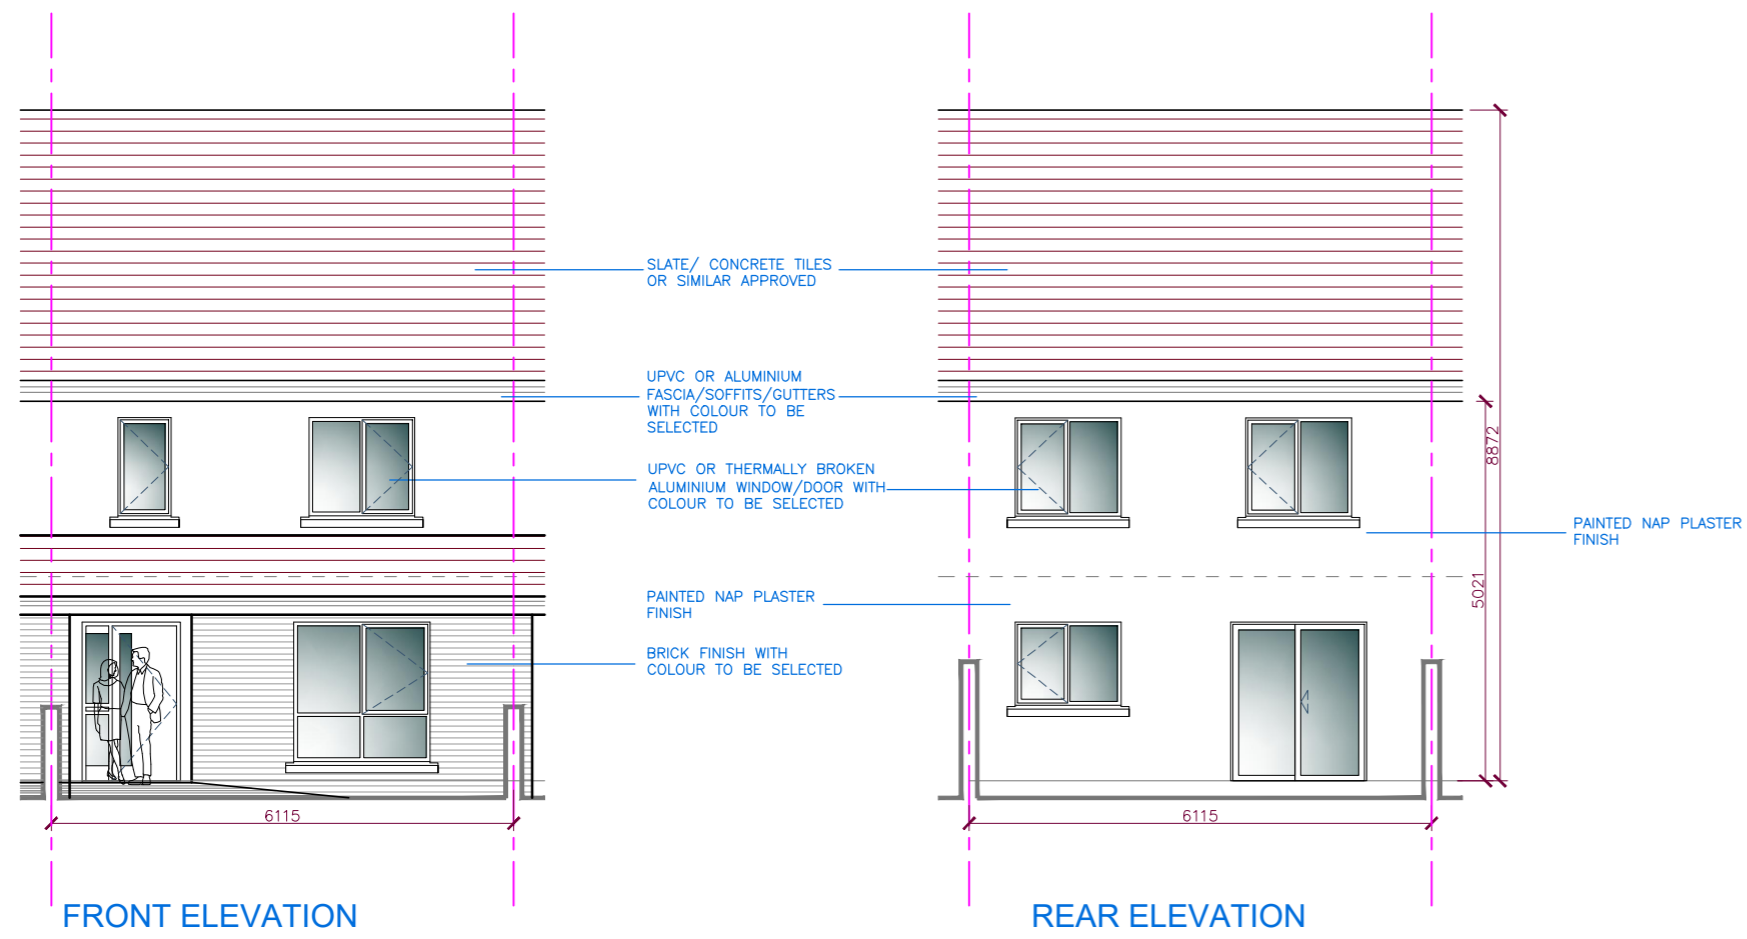 SLATE/ CONCRETE TILES
OR SIMILAR APPROVED
UPVC OR ALUMINIUM
FASCIA/SOFFITS/GUTTERS
WITH COLOUR TO BE
SELECTED
UPVC OR THERMALLY BROKEN
ALUMINIUM WINDOW/DOOR WITH
COLOUR TO BE SELECTED
PAINTED NAP PLASTER
FINISH
BRICK FINISH WITH
COLOUR TO BE SELECTED
8872
5021
PAINTED NAP PLASTER
FINISH
6115
6115
FRONT ELEVATION
REAR ELEVATION